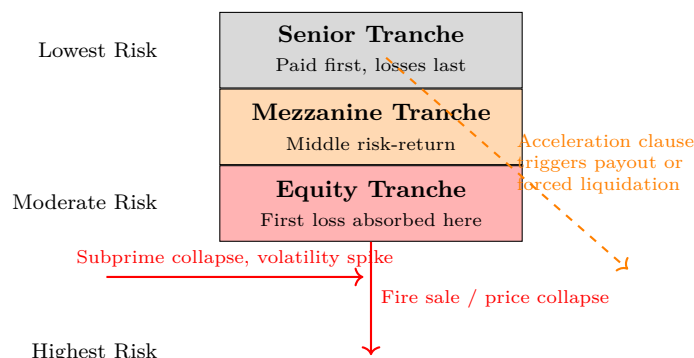 Lowest Risk
Senior Tranche
Paid first, losses last
Mezzanine Tranche
Middle risk-return
Acceleration clause
triggers payout or
forced liquidation
Moderate Risk
Equity Tranche
First loss absorbed here
Subprime collapse, volatility spike
Fire sale / price collapse
Highest Risk